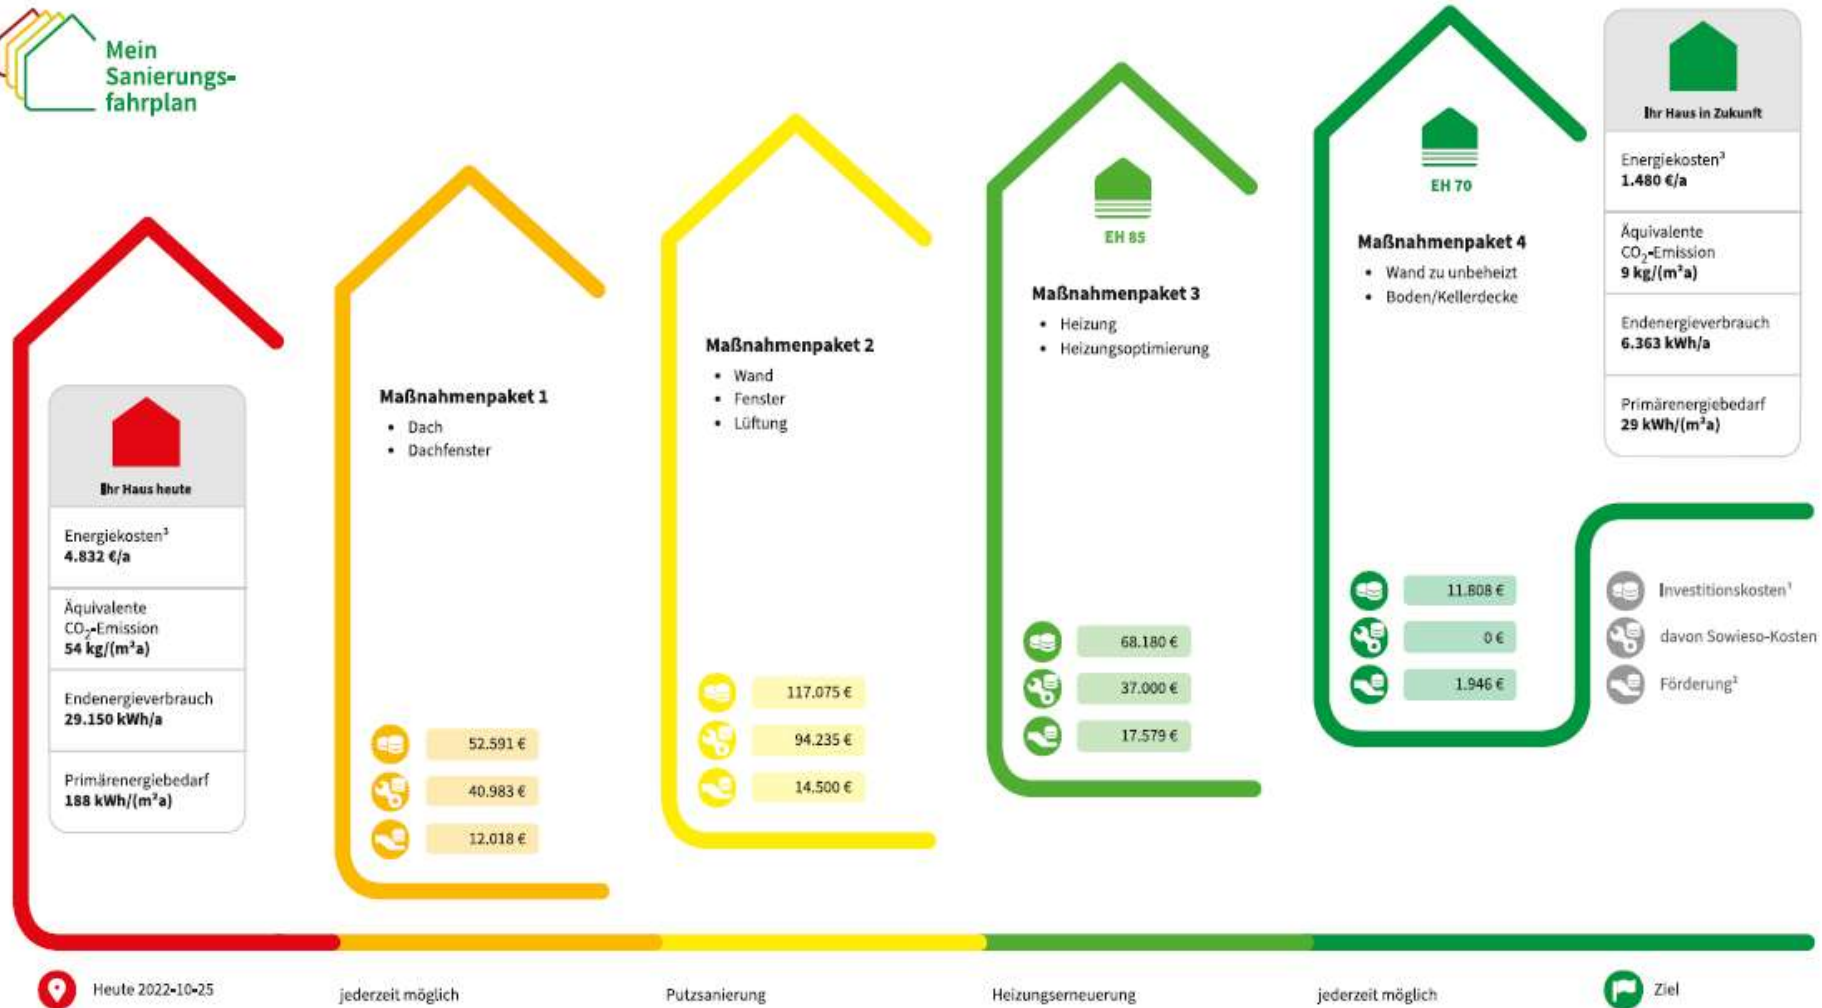 Mein
Sanierungs-
fahrplan
Ihr Haus heute
Energiekosten³
4.832 €/a
Äquivalente
CO₂-Emission
54 kg/(m²a)
Endenergieverbrauch
29.150 kWh/a
Primärenergiebedarf
188 kWh/(m²a)
Maßnahmenpaket 1
• Dach
• Dachfenster
52.591 €
40.983 €
12.018 €
Maßnahmenpaket 2
• Wand
• Fenster
• Lüftung
117.075 €
94.235 €
14.500 €
EH 85
Maßnahmenpaket 3
• Heizung
• Heizungsoptimierung
68.180 €
37.000 €
17.579 €
EH 70
Maßnahmenpaket 4
• Wand zu unbeheizt
• Boden/Kellerdecke
11.808 €
0 €
1.946 €
Ihr Haus in Zukunft
Energiekosten³
1.480 €/a
Äquivalente
CO₂-Emission
9 kg/(m²a)
Endenergieverbrauch
6.363 kWh/a
Primärenergiebedarf
29 kWh/(m²a)
Investitionskosten¹
davon Sowieso-Kosten
Förderung²
Heute 2022-10-25
jederzeit möglich
Putzsanierung
Heizungserneuerung
jederzeit möglich
Ziel